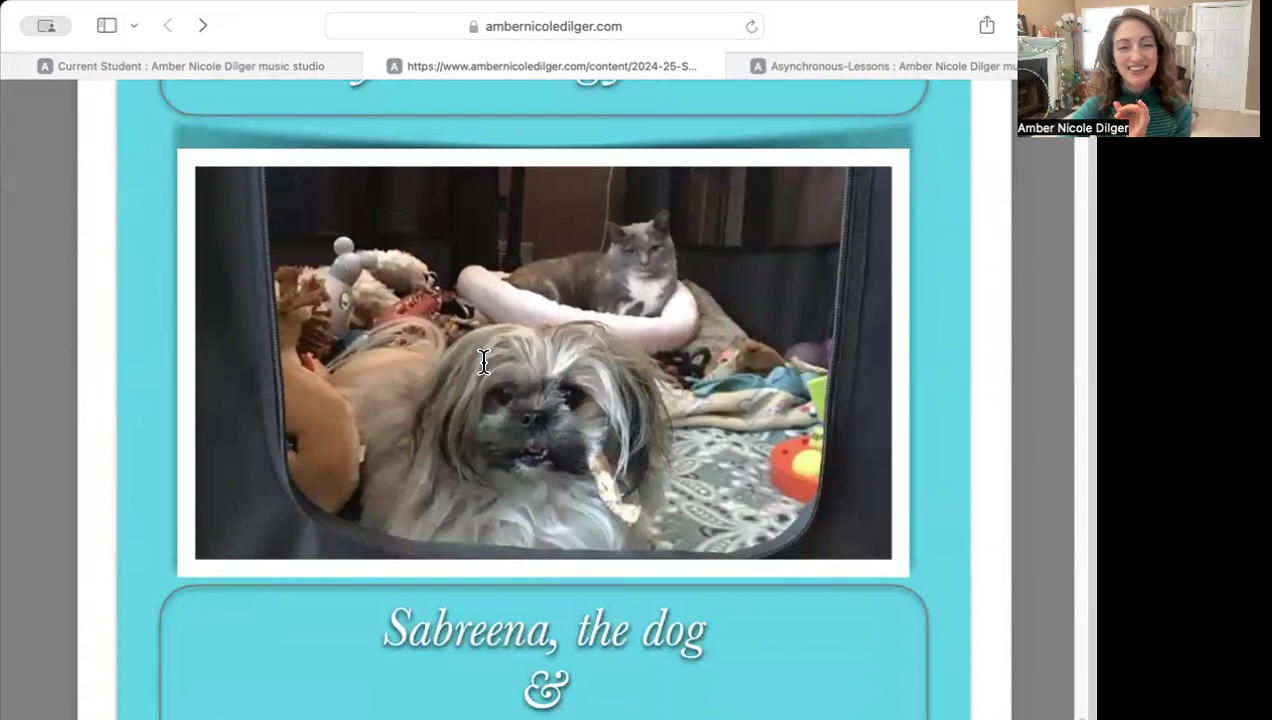 ambernicoledilger.com
Current Student : Amber Nicole Dilger music studio
https://www.ambernicoledilger.com/content/2024-25-S...
Asynchronous-Lessons : Amber Nicole Dilger mu
Amber Nicole Dilger
Sabreena, the dog
&